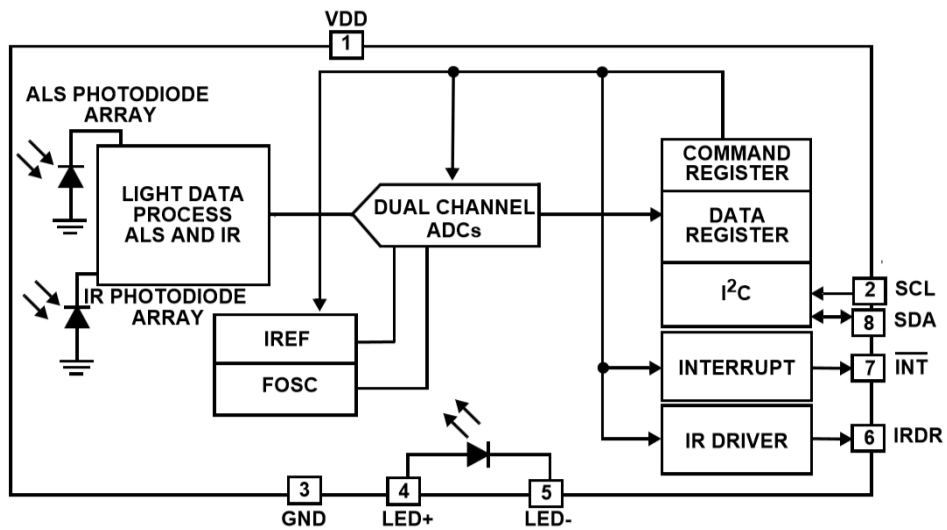 VDD
1
ALS PHOTODIODE
ARRAY
LIGHT DATA
PROCESS
ALS AND IR
IR PHOTODIODE
ARRAY
DUAL CHANNEL
ADCs
IREF
FOSC
COMMAND
REGISTER
DATA
REGISTER
I²C
INTERRUPT
IR DRIVER
2 SCL
8 SDA
7 I̅N̅T̅
6 IRDR
3
GND
4
LED+
5
LED-